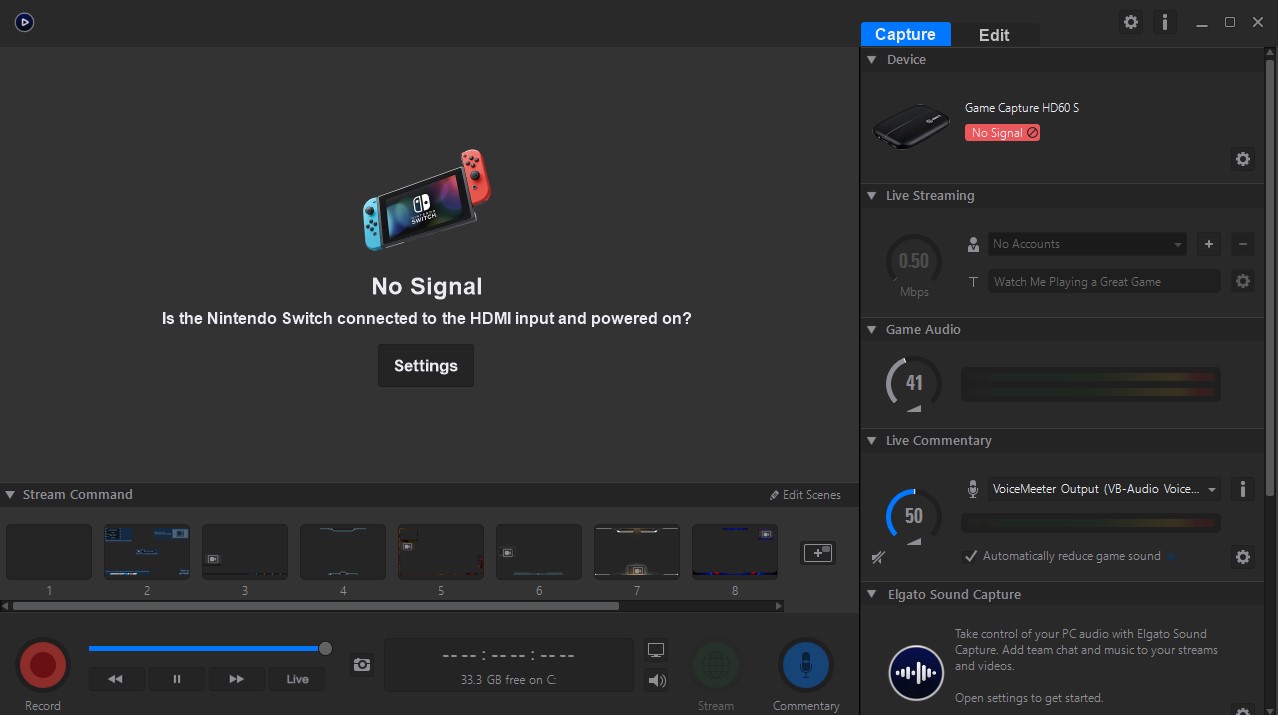 Capture
Edit
Device
Game Capture HD60 S
No Signal
Live Streaming
0.50
Mbps
No Accounts
Watch Me Playing a Great Game
Game Audio
41
Live Commentary
50
VoiceMeeter Output (VB-Audio Voice...
Automatically reduce game sound
Elgato Sound Capture
Take control of your PC audio with Elgato Sound
Capture. Add team chat and music to your streams
and videos.
Open settings to get started.
NINTENDO
SWITCH
No Signal
Is the Nintendo Switch connected to the HDMI input and powered on?
Settings
Stream Command
Edit Scenes
1
2
3
4
5
6
7
8
Record
Live
-- -- : -- -- : -- --
33.3 GB free on C:
Stream
Commentary